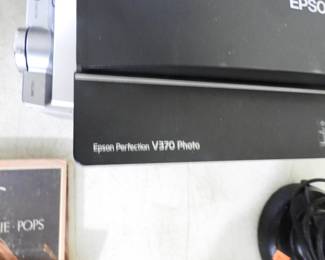 EPSO
Epson Perfection V370 Photo
IE · POPS